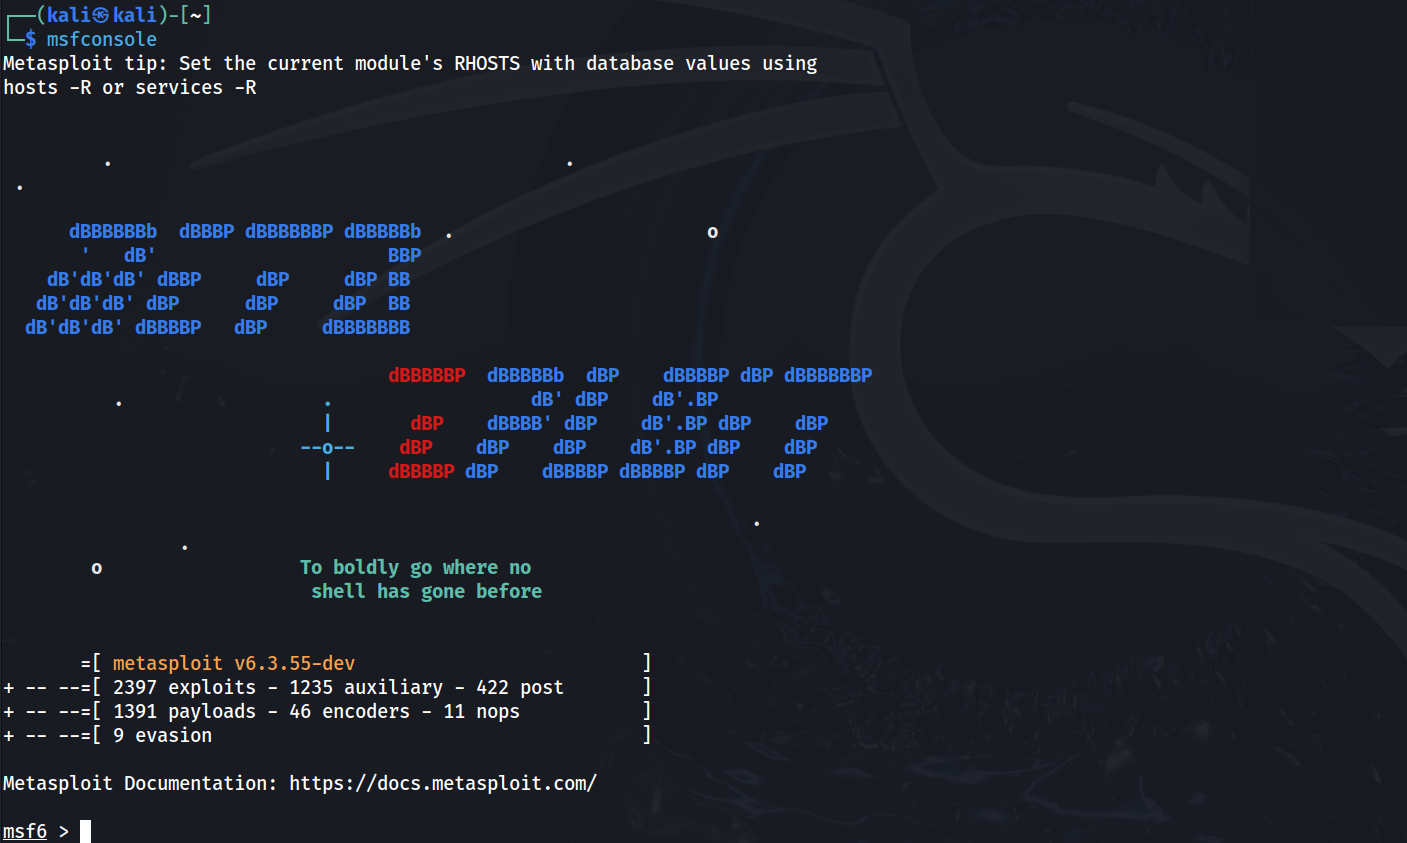 ┌──(kali㉿kali)-[~]
└─$ msfconsole
Metasploit tip: Set the current module's RHOSTS with database values using
hosts -R or services -R
dBBBBBBb  dBBBP dBBBBBBP dBBBBBb  .                       o
'   dB'                     BBP
dB'dB'dB' dBBP     dBP     dBP BB
dB'dB'dB' dBP      dBP     dBP  BB
dB'dB'dB' dBBBBP   dBP     dBBBBBBB
dBBBBBP  dBBBBBb  dBP    dBBBBP dBP dBBBBBBP
.                  dB' dBP    dB'.BP
|       dBP    dBBBB' dBP    dB'.BP dBP    dBP
--o--    dBP    dBP    dBP    dB'.BP dBP    dBP
|     dBBBBP dBP    dBBBBP dBBBBP dBP    dBP
o                  To boldly go where no
shell has gone before
=[ metasploit v6.3.55-dev                          ]
+ -- --=[ 2397 exploits - 1235 auxiliary - 422 post       ]
+ -- --=[ 1391 payloads - 46 encoders - 11 nops           ]
+ -- --=[ 9 evasion                                       ]
Metasploit Documentation: https://docs.metasploit.com/
msf6 >